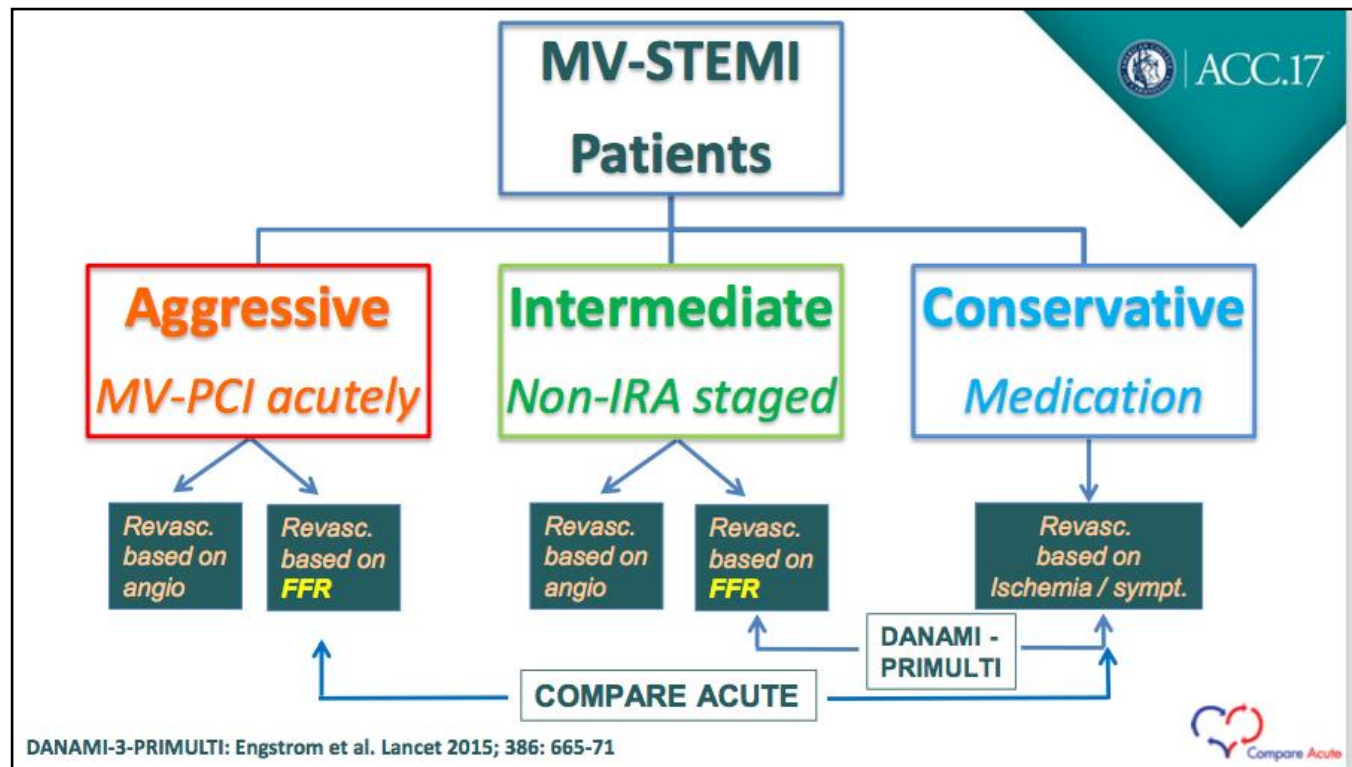 MV-STEMI
Patients
ACC.17
Aggressive
MV-PCI acutely
Intermediate
Non-IRA staged
Conservative
Medication
Revasc.
based on
angio
Revasc.
based on
FFR
Revasc.
based on
angio
Revasc.
based on
FFR
Revasc.
based on
Ischemia / sympt.
DANAMI -
PRIMULTI
COMPARE ACUTE
DANAMI-3-PRIMULTI: Engstrom et al. Lancet 2015; 386: 665-71
Compare Acute